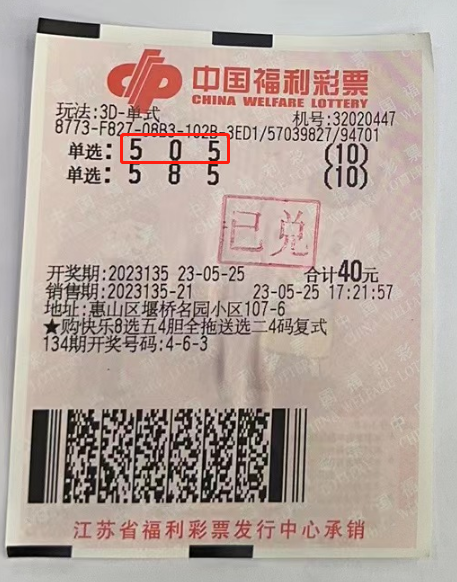 中国福利彩票
CHINA WELFARE LOTTERY
玩法:3D-单式 机号:32020447
8773-F827-08B3-102B-3ED1/57039827/94701
单选: 5 0 5 (10)
单选: 5 8 5 (10)
已兑
开奖期:2023135 23-05-25 合计40元
销售期:2023135-21 23-05-25 17:21:57
地址:惠山区堰桥名园小区107-6
★购快乐8选五4胆全拖送选二4码复式
134期开奖号码:4-6-3
江苏省福利彩票发行中心承销